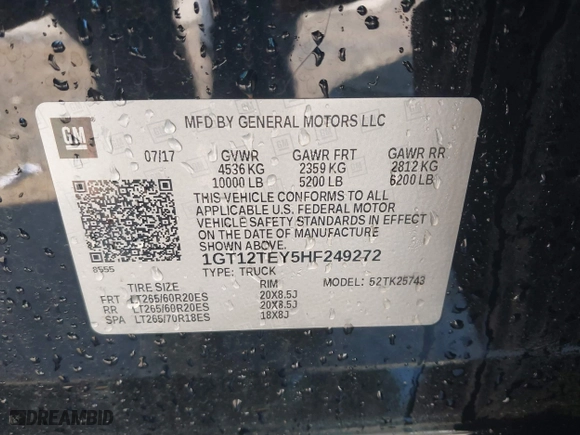 GM
MFD BY GENERAL MOTORS LLC
07/17 GVWR GAWR FRT GAWR RR
4536 KG 2359 KG 2812 KG
10000 LB 5200 LB 6200 LB
THIS VEHICLE CONFORMS TO ALL
APPLICABLE U.S. FEDERAL MOTOR
VEHICLE SAFETY STANDARDS IN EFFECT
ON THE DATE OF MANUFACTURE
SHOWN ABOVE.
1GT12TEY5HF249272
8555
TYPE: TRUCK MODEL: 52TK25743
TIRE SIZE RIM
FRT LT265/60R20ES 20X8.5J
RR LT265/60R20ES 20X8.5J
SPA LT265/70R18ES 18X8J
DREAMBID